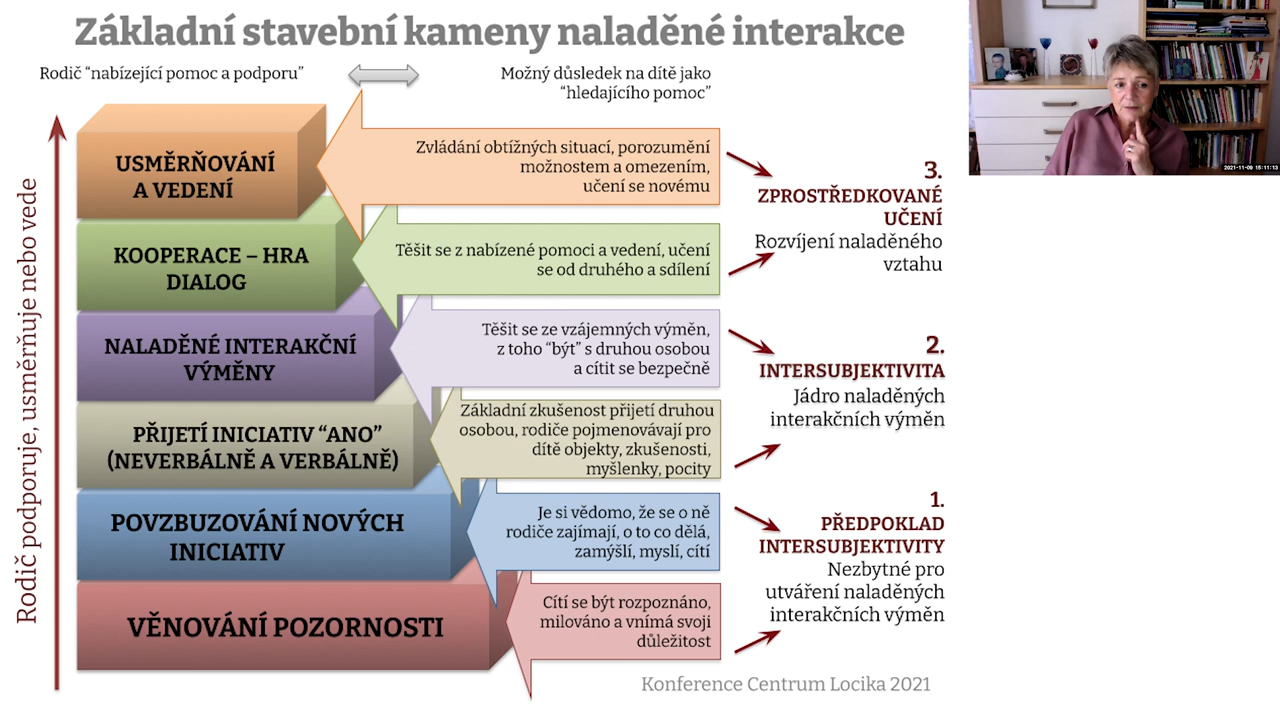 Základní stavební kameny naladěné interakce
Rodič “nabízející pomoc a podporu”
Možný důsledek na dítě jako
“hledajícího pomoc”
Rodič podporuje, usměrňuje nebo vede
USMĚRŇOVÁNÍ
A VEDENÍ
Zvládání obtížných situací, porozumění
možnostem a omezením,
učení se novému
KOOPERACE – HRA
DIALOG
Těšit se z nabízené pomoci a vedení, učení
se od druhého a sdílení
3.
ZPROSTŘEDKOVANÉ
UČENÍ
Rozvíjení naladěného
vztahu
NALADĚNÉ INTERAKČNÍ
VÝMĚNY
Těšit se ze vzájemných výměn,
z toho “být” s druhou osobou
a cítit se bezpečně
PŘIJETÍ INICIATIV “ANO”
(NEVERBÁLNĚ A VERBÁLNĚ)
Základní zkušenost přijetí druhou
osobou, rodiče pojmenovávají pro
dítě objekty, zkušenosti,
myšlenky, pocity
2.
INTERSUBJEKTIVITA
Jádro naladěných
interakčních výměn
POVZBUZOVÁNÍ NOVÝCH
INICIATIV
Je si vědomo, že se o ně
rodiče zajímají, o to co dělá,
zamýšlí, myslí, cítí
VĚNOVÁNÍ POZORNOSTI
Cítí se být rozpoznáno,
milováno a vnímá svoji
důležitost
1.
PŘEDPOKLAD
INTERSUBJEKTIVITY
Nezbytné pro
utváření naladěných
interakčních výměn
Konference Centrum Locika 2021